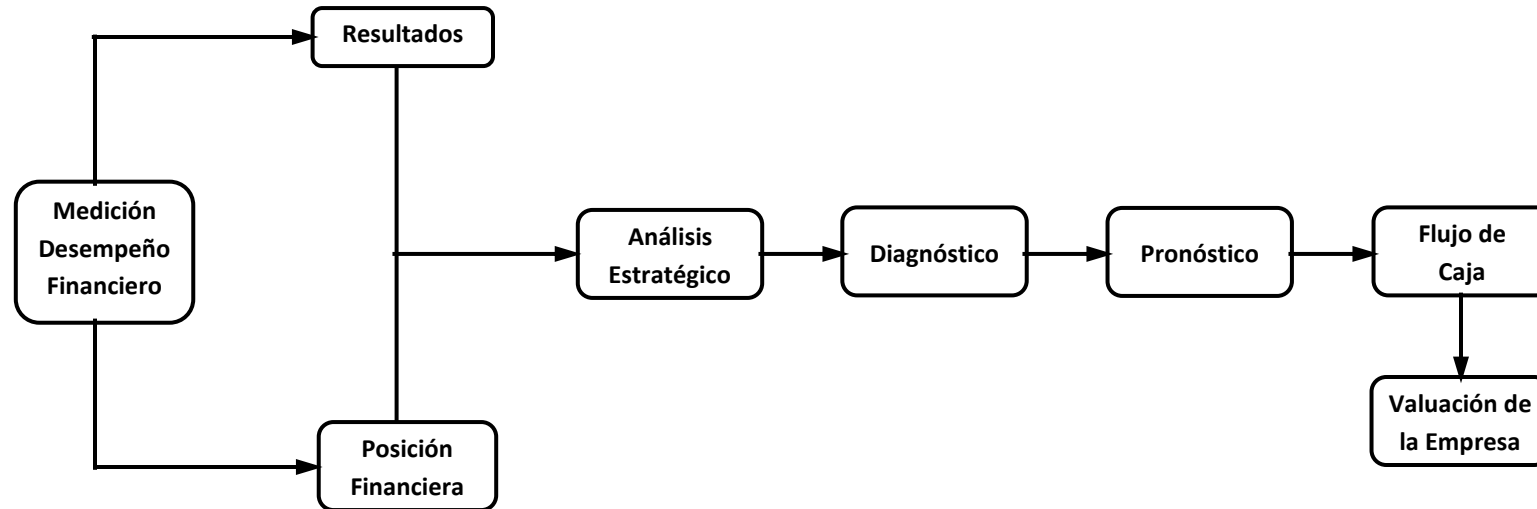 Resultados
Medición
Desempeño
Financiero
Análisis
Estratégico
Diagnóstico
Pronóstico
Flujo de
Caja
Valuación de
la Empresa
Posición
Financiera